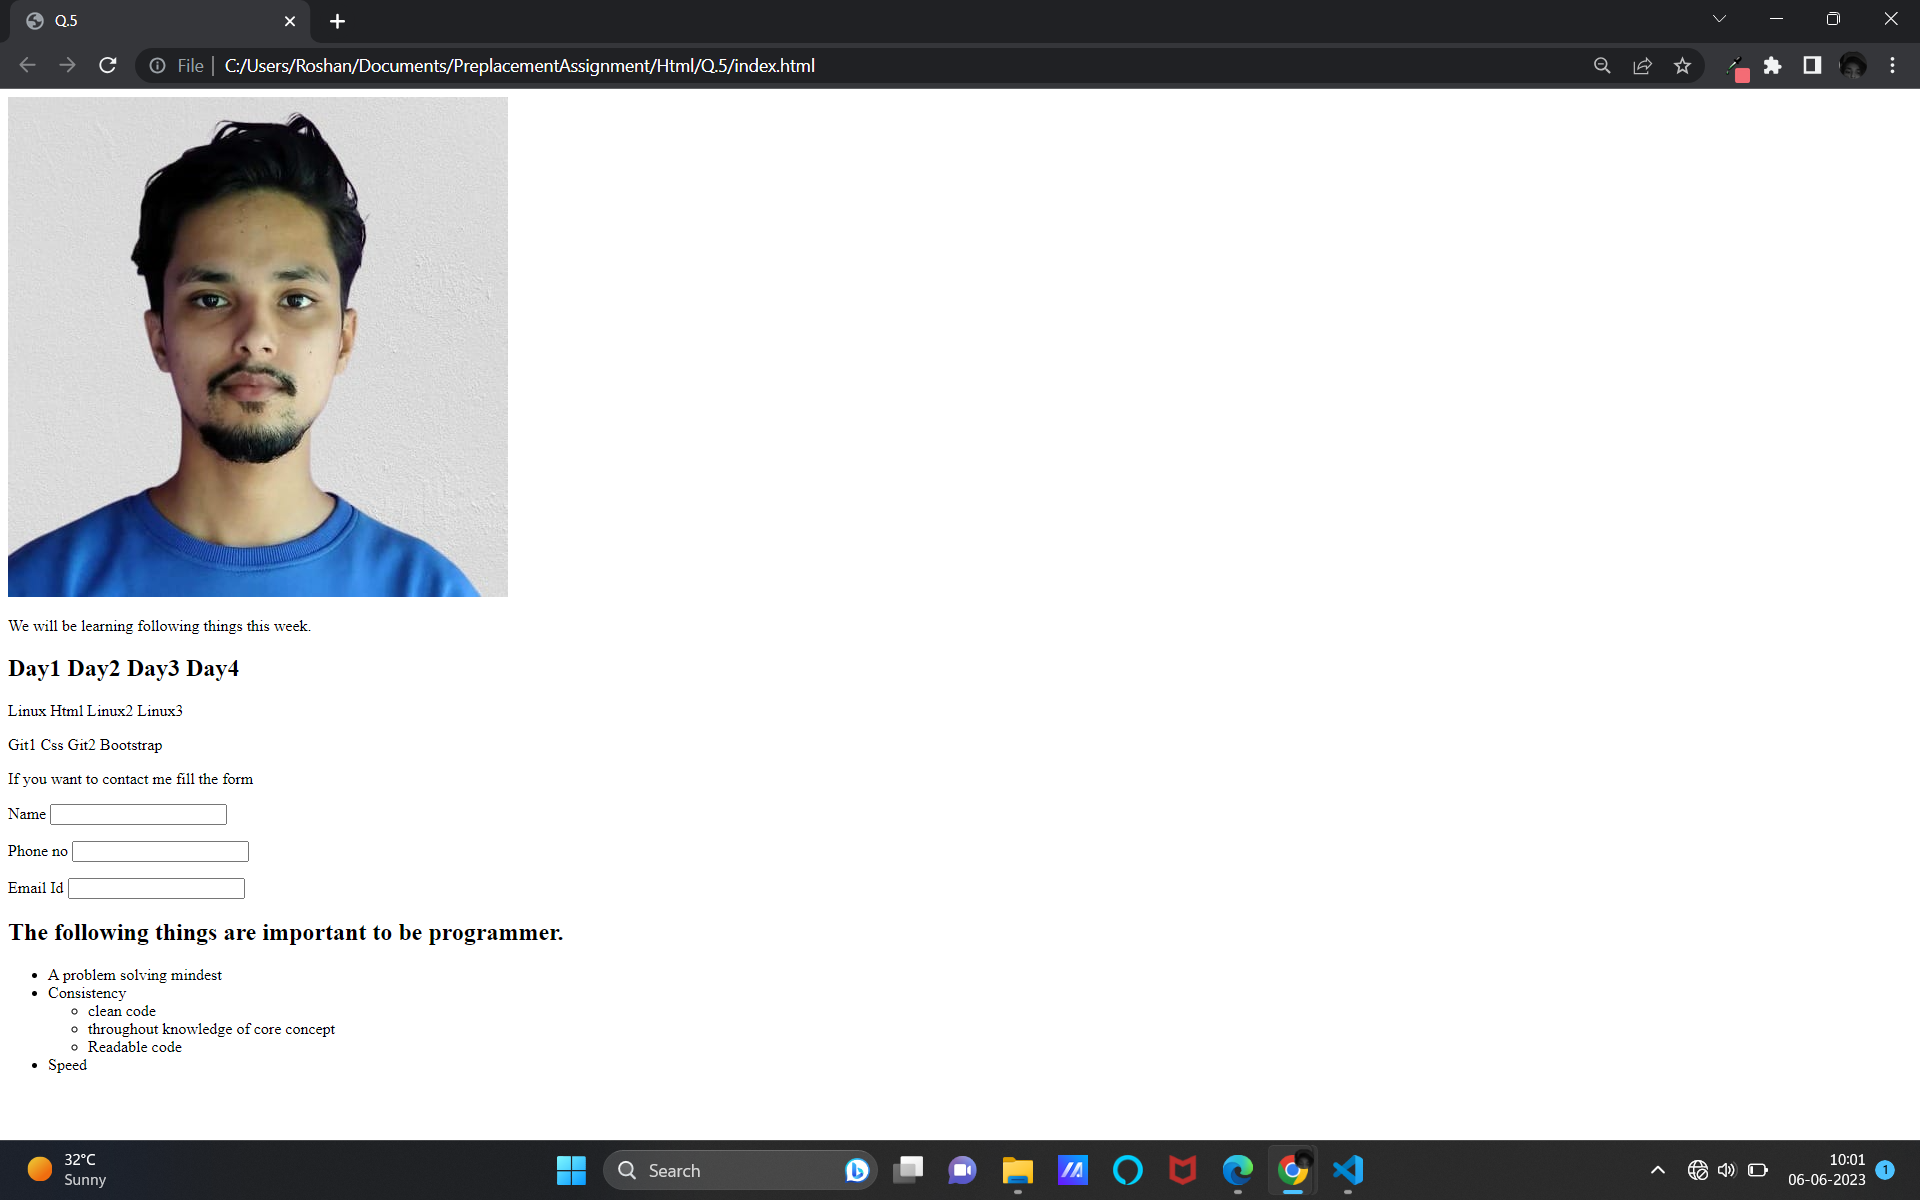 Q.5
File | C:/Users/Roshan/Documents/PreplacementAssignment/Html/Q.5/index.html
We will be learning following things this week.
Day1 Day2 Day3 Day4
Linux Html Linux2 Linux3
Git1 Css Git2 Bootstrap
If you want to contact me fill the form
Name
Phone no
Email Id
The following things are important to be programmer.
A problem solving mindest
Consistency
clean code
throughout knowledge of core concept
Readable code
Speed
32°C
Sunny
Search
10:01
06-06-2023
1